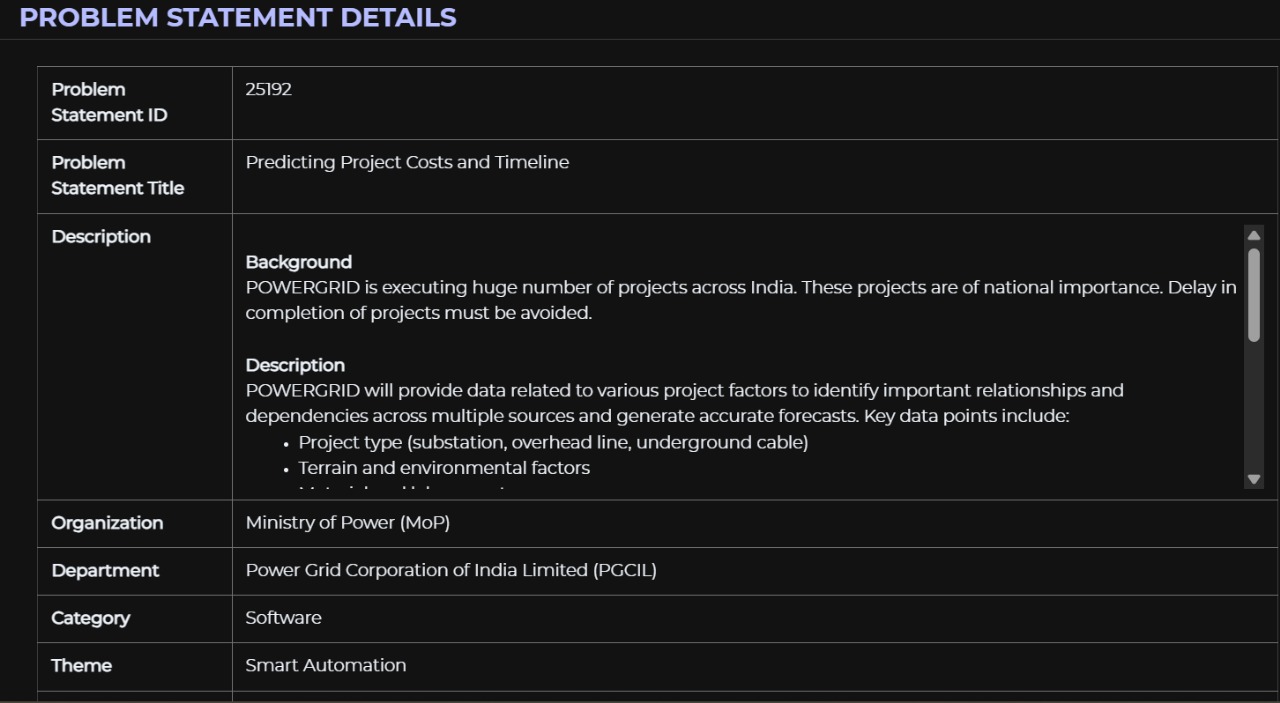 PROBLEM STATEMENT DETAILS
Problem
Statement ID
25192
Problem
Statement Title
Predicting Project Costs and Timeline
Description
Background
POWERGRID is executing huge number of projects across India. These projects are of national importance. Delay in
completion of projects must be avoided.
Description
POWERGRID will provide data related to various project factors to identify important relationships and
dependencies across multiple sources and generate accurate forecasts. Key data points include:
• Project type (substation, overhead line, underground cable)
• Terrain and environmental factors
Organization
Ministry of Power (MoP)
Department
Power Grid Corporation of India Limited (PGCIL)
Category
Software
Theme
Smart Automation